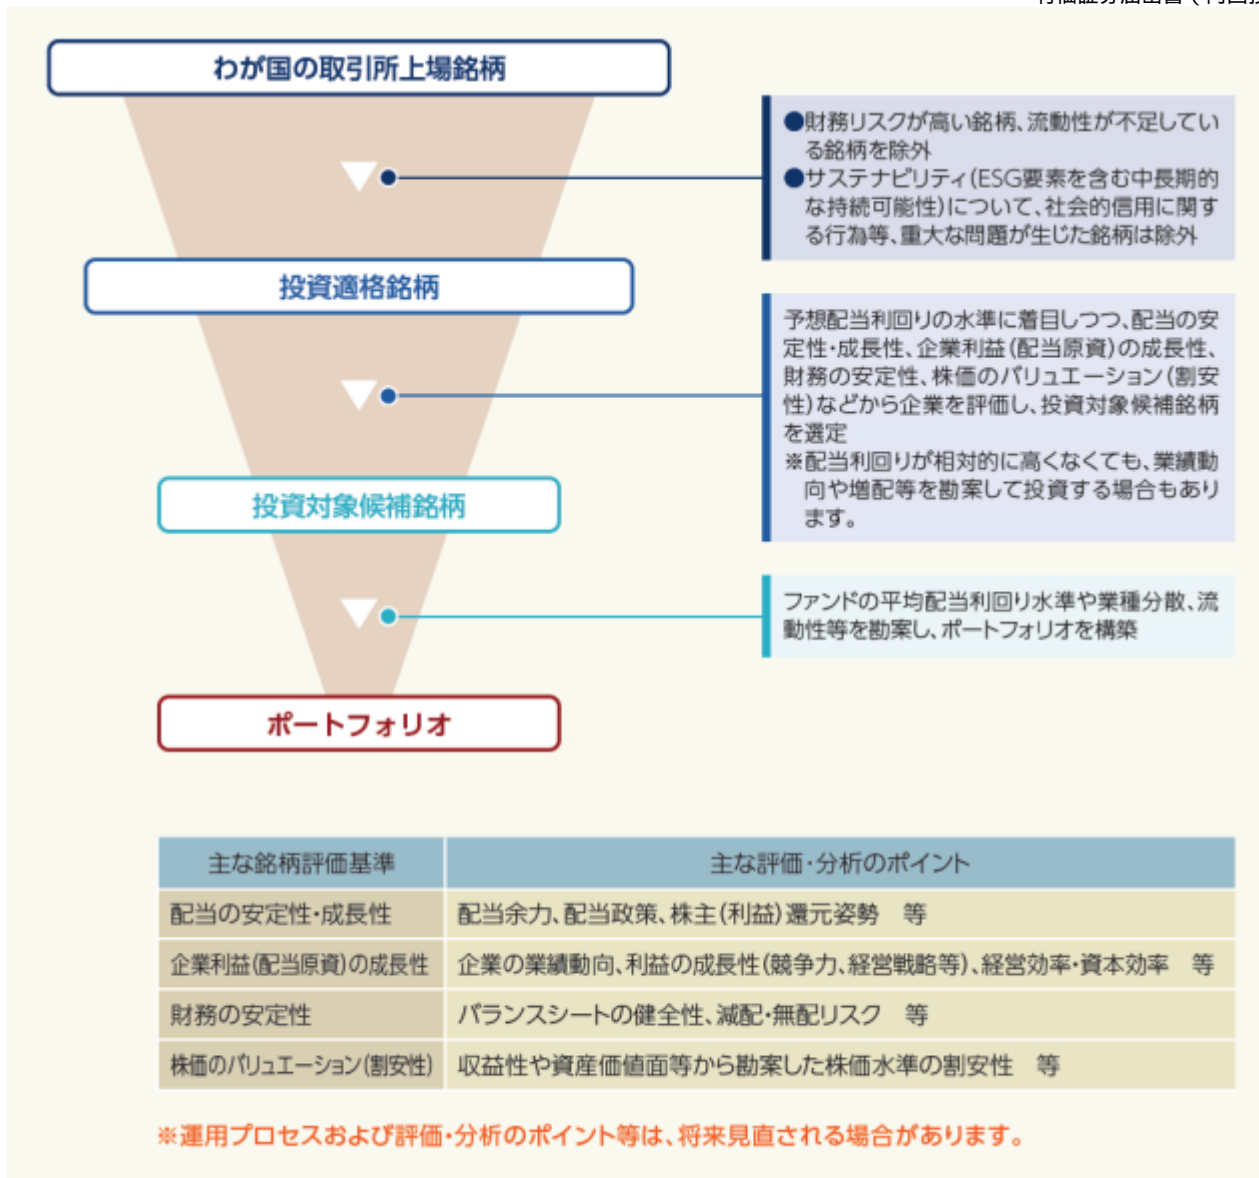 わが国の取引所上場銘柄
●財務リスクが高い銘柄、流動性が不足してい
る銘柄を除外
●サステナビリティ(ESG要素を含む中長期的
な持続可能性)について、社会的信用に関す
る行為等、重大な問題が生じた銘柄は除外
投資適格銘柄
予想配当利回りの水準に着目しつつ、配当の安
定性・成長性、企業利益(配当原資)の成長性、
財務の安定性、株価のバリュエーション(割安
性)などから企業を評価し、投資対象候補銘柄
を選定
※配当利回りが相対的に高くなくても、業績動
向や増配等を勘案して投資する場合もあり
ます。
投資対象候補銘柄
ファンドの平均配当利回り水準や業種分散、流
動性等を勘案し、ポートフォリオを構築
ポートフォリオ
主な銘柄評価基準 主な評価・分析のポイント
配当の安定性・成長性 配当余力、配当政策、株主(利益)還元姿勢　等
企業利益(配当原資)の成長性 企業の業績動向、利益の成長性(競争力、経営戦略等)、経営効率・資本効率　等
財務の安定性 バランスシートの健全性、減配・無配リスク　等
株価のバリュエーション(割安性) 収益性や資産価値面等から勘案した株価水準の割安性　等
※運用プロセスおよび評価・分析のポイント等は、将来見直される場合があります。